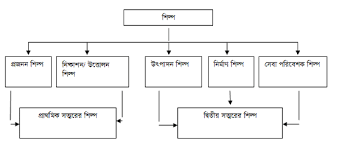 শিল্প
প্রজনন শিল্প
নিষ্কাশন/ উত্তোলন
শিল্প
উৎপাদন শিল্প
নির্মাণ শিল্প
সেবা পরিবেশক শিল্প
প্রাথমিক স্তরের শিল্প
দ্বিতীয় স্তরের শিল্প